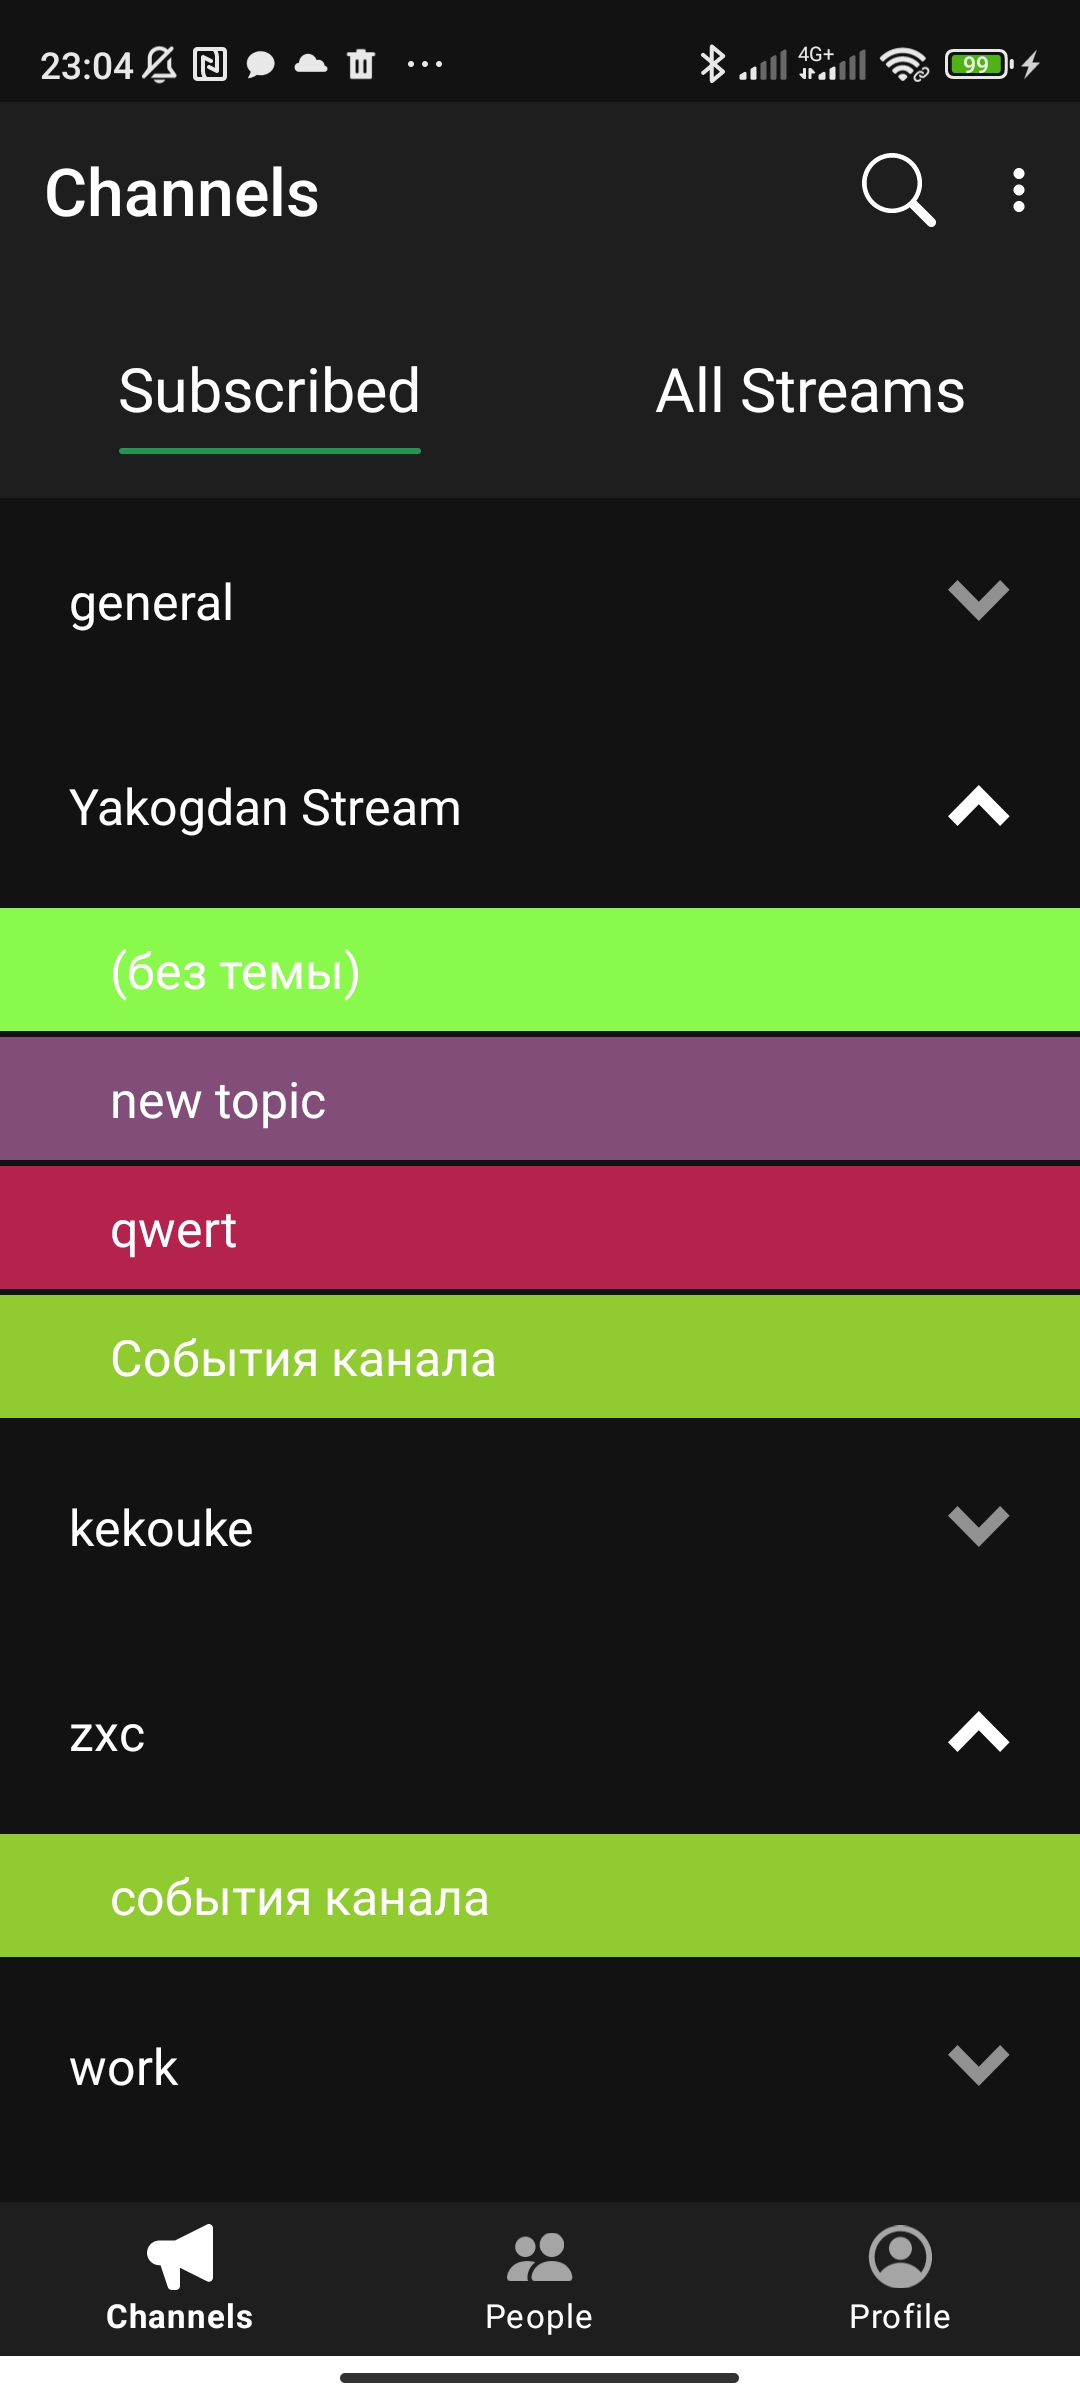 23:04
4G+
99
Channels
Subscribed
All Streams
general
Yakogdan Stream
(без темы)
new topic
qwert
События канала
kekouke
zxc
события канала
work
Channels
People
Profile